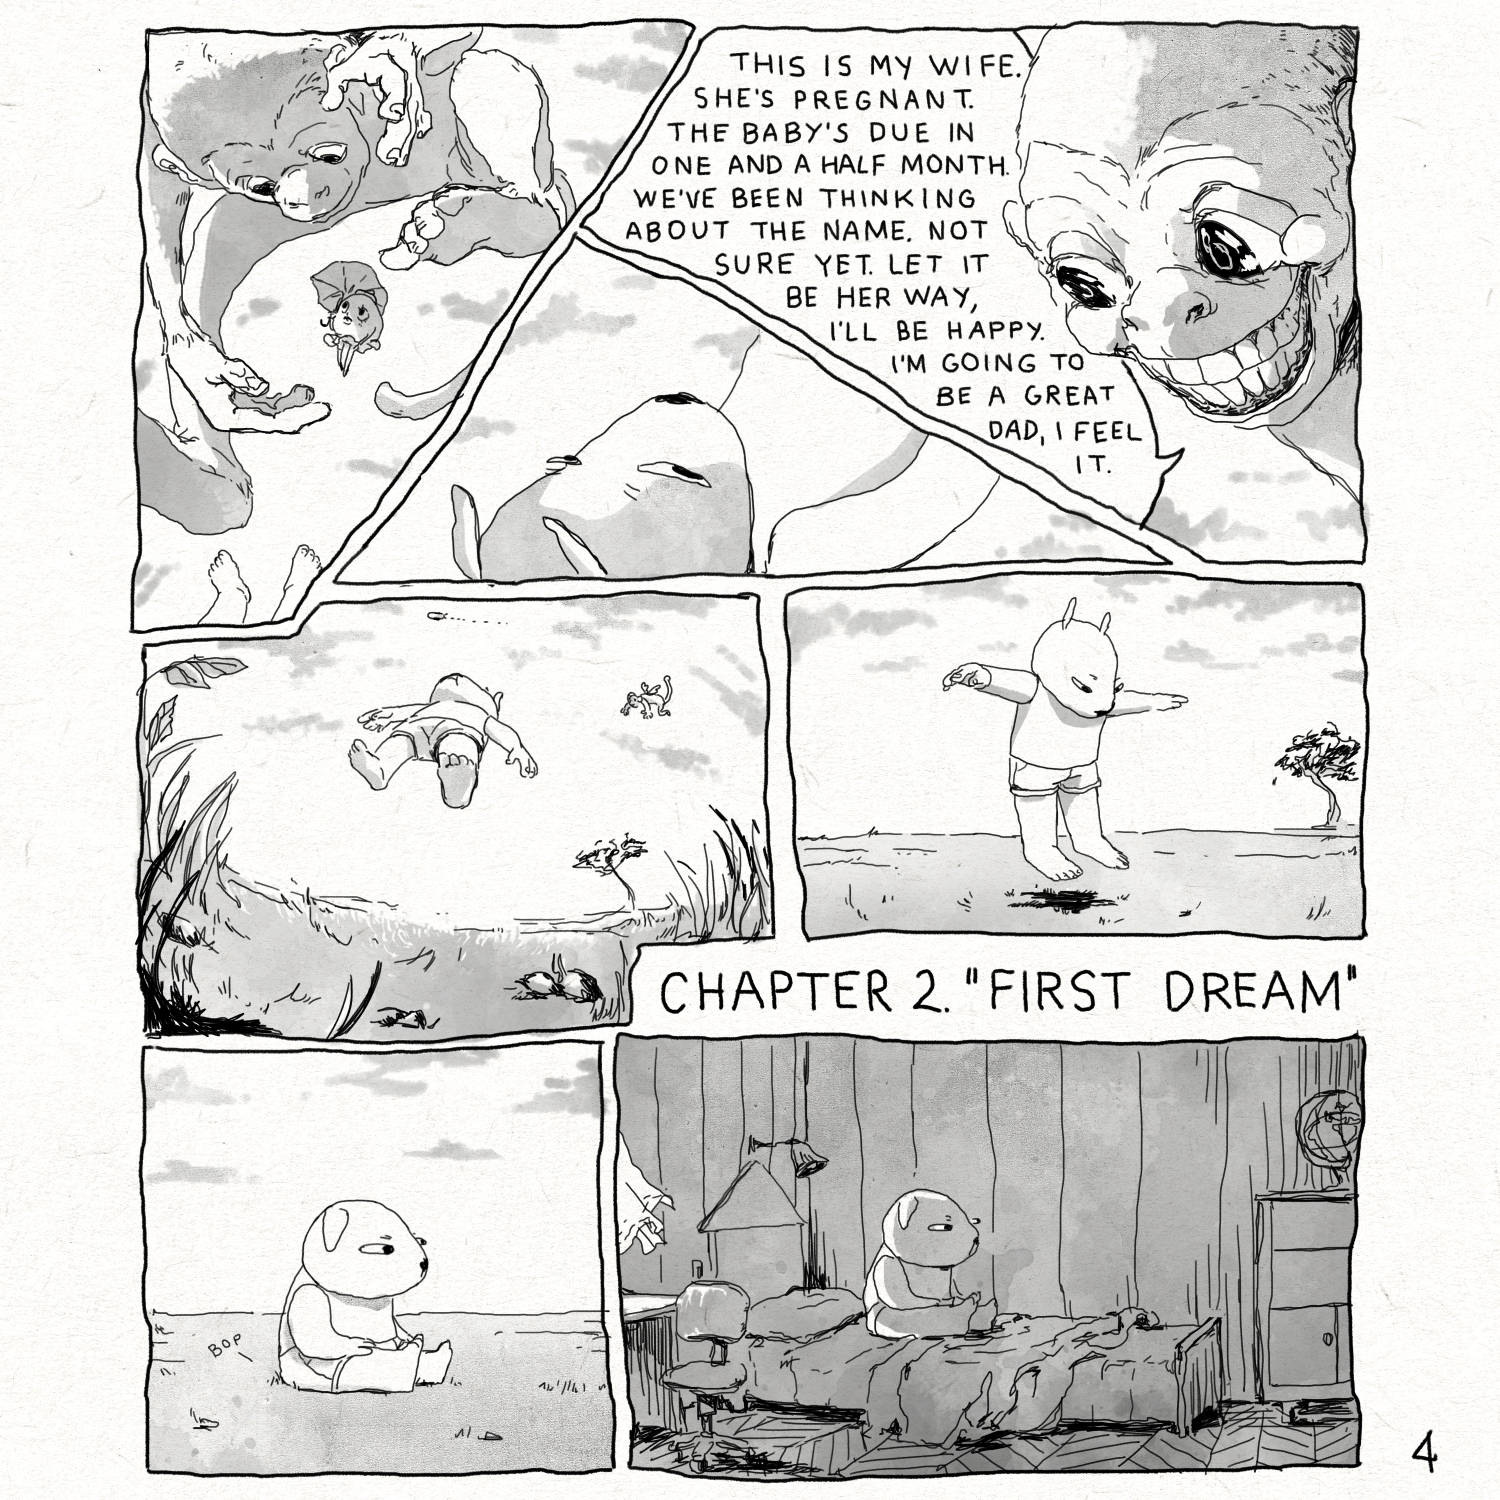 THIS IS MY WIFE.
SHE'S PREGNANT.
THE BABY'S DUE IN
ONE AND A HALF MONTH.
WE'VE BEEN THINKING
ABOUT THE NAME. NOT
SURE YET. LET IT
BE HER WAY,
I'LL BE HAPPY.
I'M GOING TO
BE A GREAT
DAD, I FEEL
IT.
CHAPTER 2. "FIRST DREAM"
BOP
4